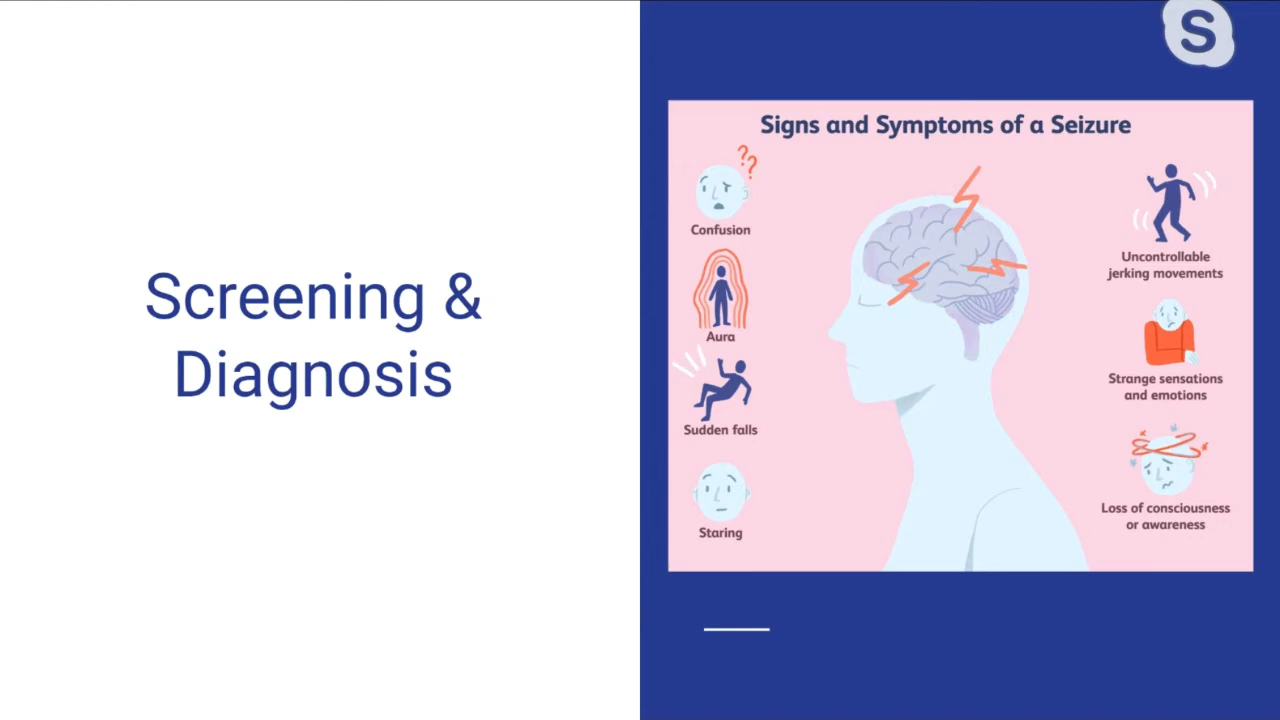 Screening &
Diagnosis
S
Signs and Symptoms of a Seizure
??
Confusion
Aura
Sudden falls
Staring
Uncontrollable
jerking movements
Strange sensations
and emotions
Loss of consciousness
or awareness